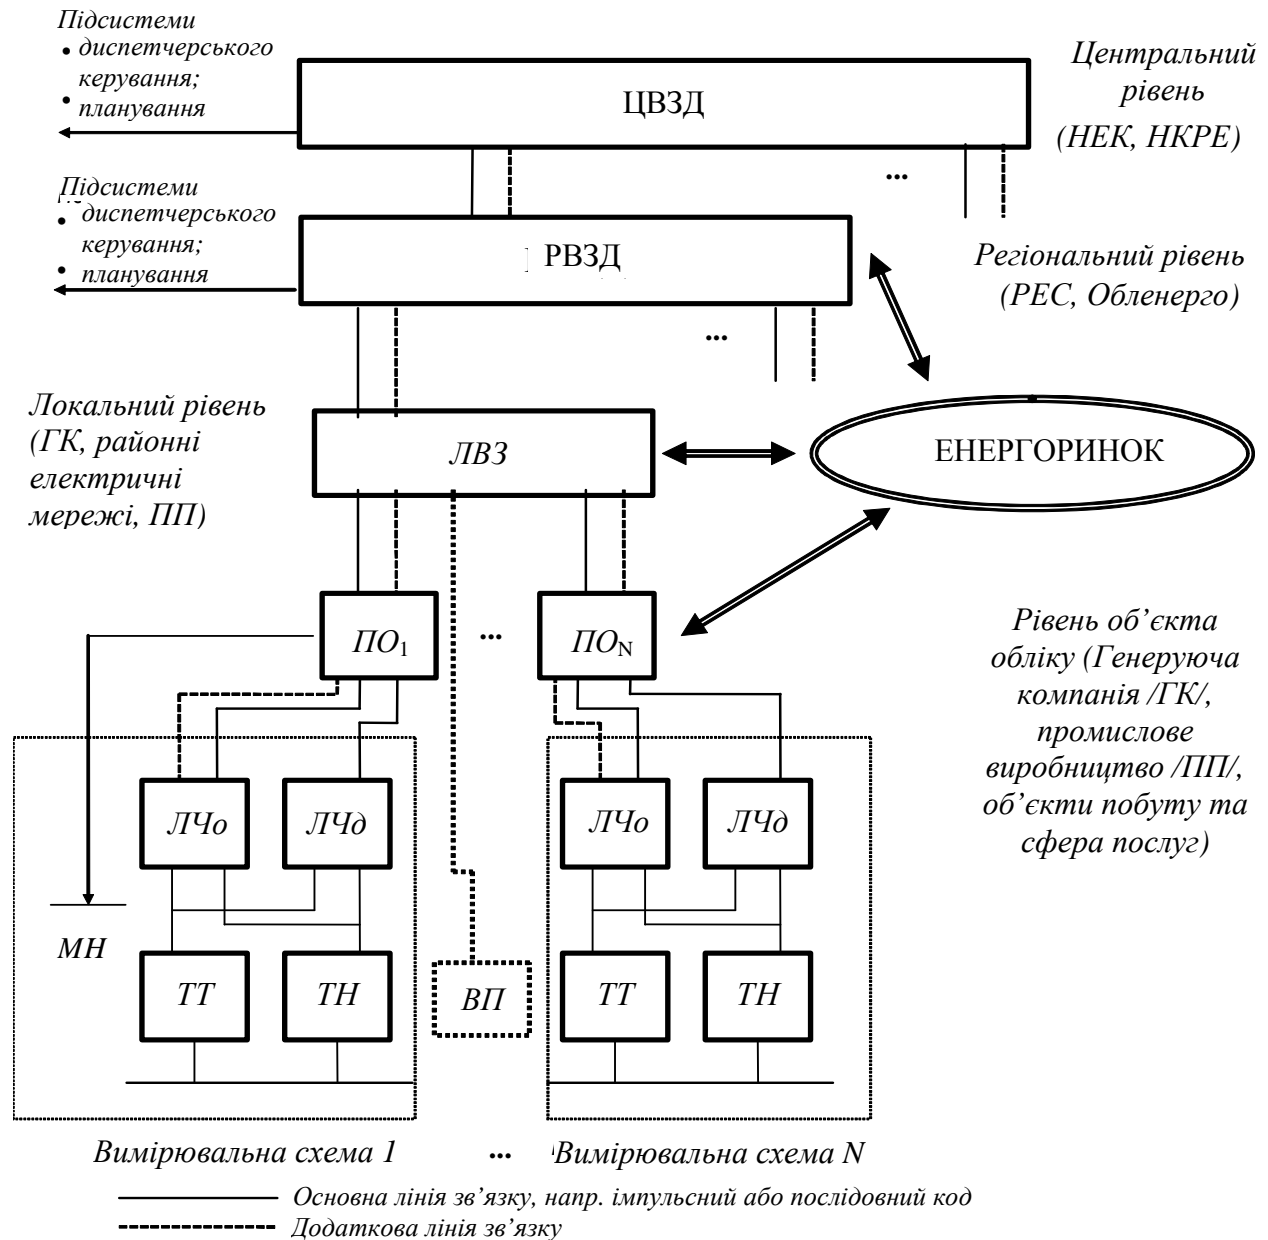 Підсистеми
• диспетчерського
керування;
• планування
ЦВЗД
Центральний
рівень
(НЕК, НКРЕ)
...
Підсистеми
• диспетчерського
керування;
• планування
РВЗД
Регіональний рівень
(РЕС, Обленерго)
...
Локальний рівень
(ГК, районні
електричні
мережі, ПП)
ЛВЗ
ЕНЕРГОРИНОК
ПО1
...
ПОN
Рівень об’єкта
обліку (Генеруюча
компанія /ГК/,
промислове
виробництво /ПП/,
об’єкти побуту та
сфера послуг)
ЛЧо
ЛЧд
ЛЧо
ЛЧд
МН
ТТ
ТН
ВП
ТТ
ТН
Вимірювальна схема 1
...
Вимірювальна схема N
Основна лінія зв’язку, напр. імпульсний або послідовний код
Додаткова лінія зв’язку